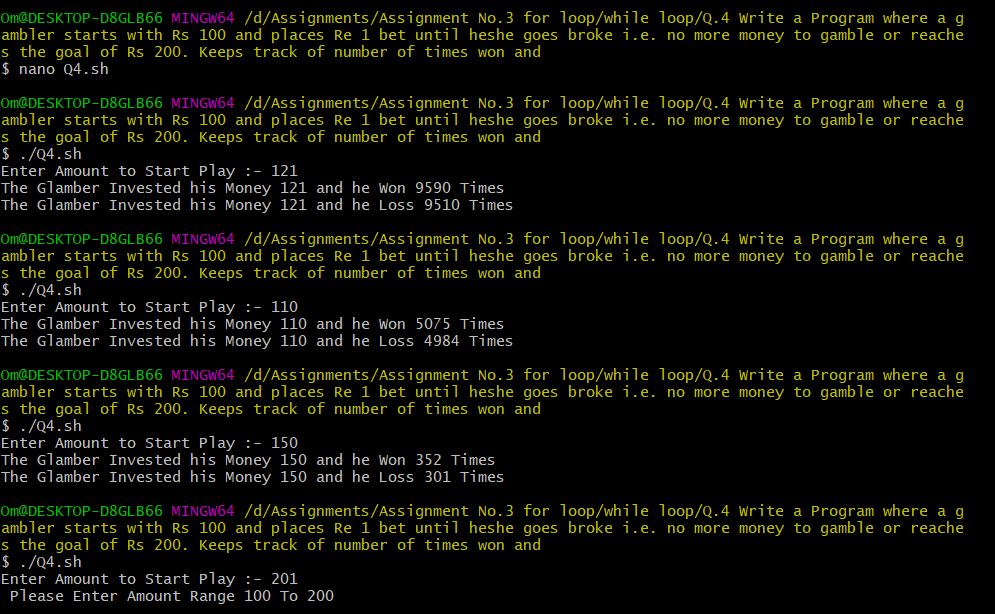 Om@DESKTOP-D8GLB66 MINGW64 /d/Assignments/Assignment No.3 for loop/while loop/Q.4 Write a Program where a g
ambler starts with Rs 100 and places Re 1 bet until heshe goes broke i.e. no more money to gamble or reache
s the goal of Rs 200. Keeps track of number of times won and
$ nano Q4.sh
Om@DESKTOP-D8GLB66 MINGW64 /d/Assignments/Assignment No.3 for loop/while loop/Q.4 Write a Program where a g
ambler starts with Rs 100 and places Re 1 bet until heshe goes broke i.e. no more money to gamble or reache
s the goal of Rs 200. Keeps track of number of times won and
$ ./Q4.sh
Enter Amount to Start Play :- 121
The Glamber Invested his Money 121 and he Won 9590 Times
The Glamber Invested his Money 121 and he Loss 9510 Times
Om@DESKTOP-D8GLB66 MINGW64 /d/Assignments/Assignment No.3 for loop/while loop/Q.4 Write a Program where a g
ambler starts with Rs 100 and places Re 1 bet until heshe goes broke i.e. no more money to gamble or reache
s the goal of Rs 200. Keeps track of number of times won and
$ ./Q4.sh
Enter Amount to Start Play :- 110
The Glamber Invested his Money 110 and he Won 5075 Times
The Glamber Invested his Money 110 and he Loss 4984 Times
Om@DESKTOP-D8GLB66 MINGW64 /d/Assignments/Assignment No.3 for loop/while loop/Q.4 Write a Program where a g
ambler starts with Rs 100 and places Re 1 bet until heshe goes broke i.e. no more money to gamble or reache
s the goal of Rs 200. Keeps track of number of times won and
$ ./Q4.sh
Enter Amount to Start Play :- 150
The Glamber Invested his Money 150 and he Won 352 Times
The Glamber Invested his Money 150 and he Loss 301 Times
Om@DESKTOP-D8GLB66 MINGW64 /d/Assignments/Assignment No.3 for loop/while loop/Q.4 Write a Program where a g
ambler starts with Rs 100 and places Re 1 bet until heshe goes broke i.e. no more money to gamble or reache
s the goal of Rs 200. Keeps track of number of times won and
$ ./Q4.sh
Enter Amount to Start Play :- 201
Please Enter Amount Range 100 To 200